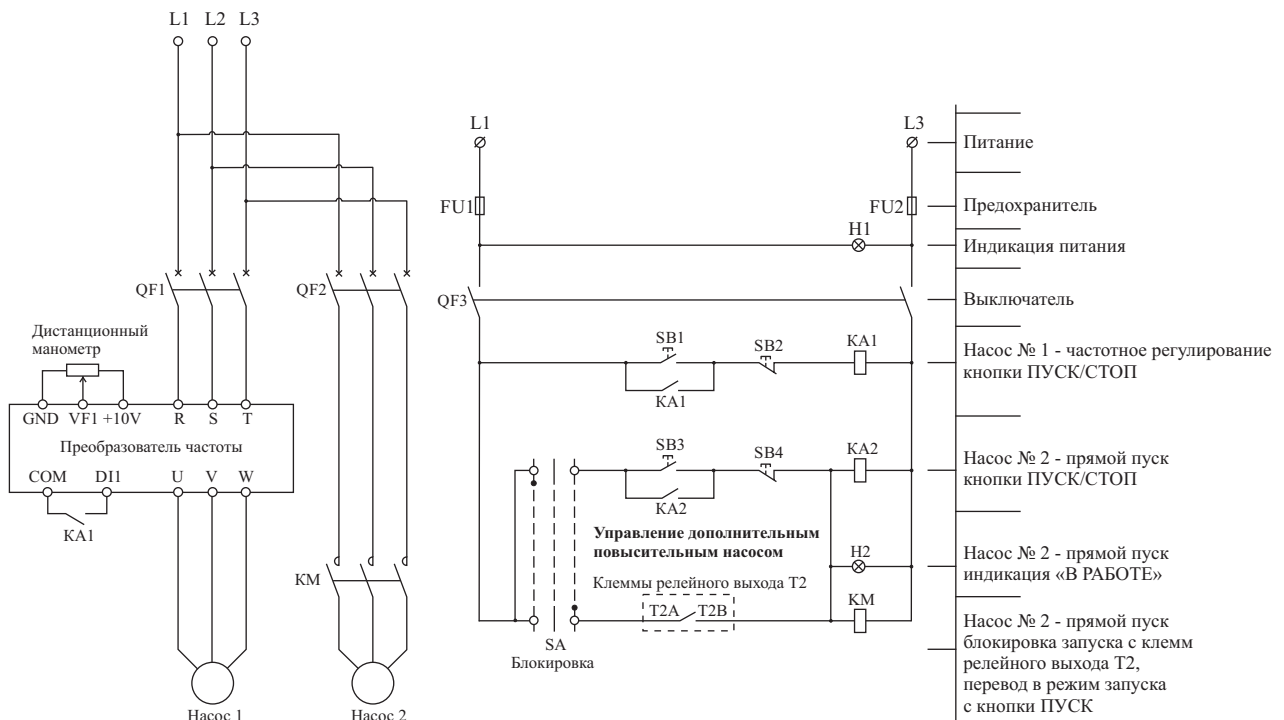 L1 L2 L3
QF1
QF2
Дистанционный
манометр
GND VF1 +10V R S T
Преобразователь частоты
COM DI1 U V W
KA1
KM
Насос 1
Насос 2
L1
L3
FU1
FU2
H1
QF3
SB1
SB2
KA1
KA1
SB3
SB4
KA2
KA2
Управление дополнительным
повысительным насосом
H2
Клеммы релейного выхода T2
T2A T2B
KM
SA
Блокировка
Питание
Предохранитель
Индикация питания
Выключатель
Насос № 1 - частотное регулирование
кнопки ПУСК/СТОП
Насос № 2 - прямой пуск
кнопки ПУСК/СТОП
Насос № 2 - прямой пуск
индикация «В РАБОТЕ»
Насос № 2 - прямой пуск
блокировка запуска с клемм
релейного выхода T2,
перевод в режим запуска
с кнопки ПУСК